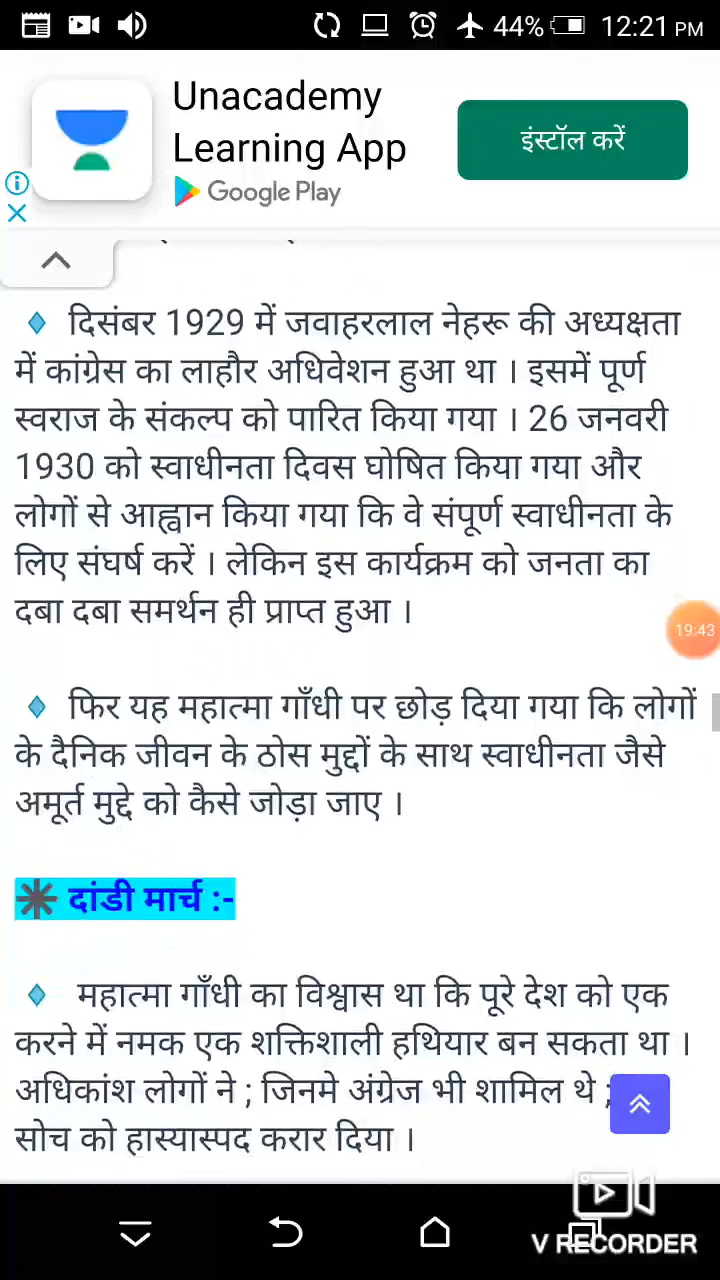 44% 12:21 PM
Unacademy
Learning App
Google Play
इंस्टॉल करें
दिसंबर 1929 में जवाहरलाल नेहरू की अध्यक्षता
में कांग्रेस का लाहौर अधिवेशन हुआ था । इसमें पूर्ण
स्वराज के संकल्प को पारित किया गया । 26 जनवरी
1930 को स्वाधीनता दिवस घोषित किया गया और
लोगों से आह्वान किया गया कि वे संपूर्ण स्वाधीनता के
लिए संघर्ष करें । लेकिन इस कार्यक्रम को जनता का
दबा दबा समर्थन ही प्राप्त हुआ ।
19:43
फिर यह महात्मा गाँधी पर छोड़ दिया गया कि लोगों
के दैनिक जीवन के ठोस मुद्दों के साथ स्वाधीनता जैसे
अमूर्त मुद्दे को कैसे जोड़ा जाए ।
दांडी मार्च :-
महात्मा गाँधी का विश्वास था कि पूरे देश को एक
करने में नमक एक शक्तिशाली हथियार बन सकता था ।
अधिकांश लोगों ने ; जिनमे अंग्रेज भी शामिल थे ;
सोच को हास्यास्पद करार दिया ।
V RECORDER